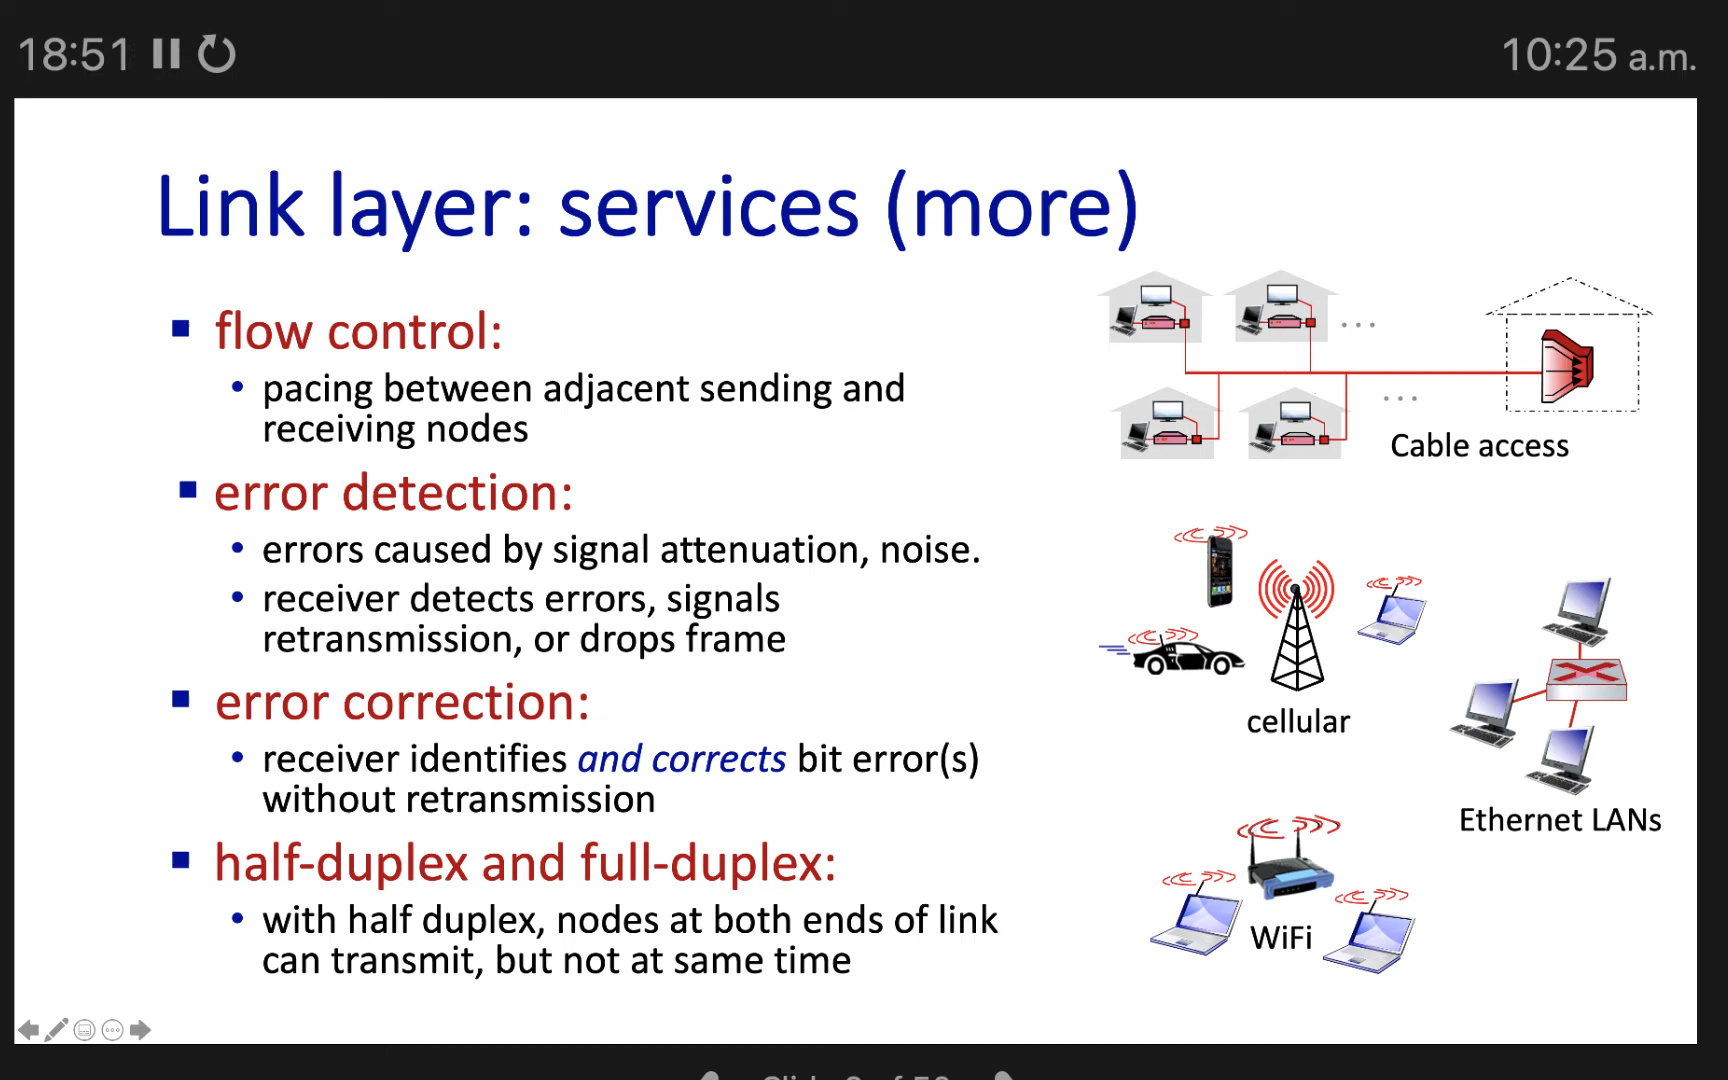 18:51
10:25 a.m.
Link layer: services (more)
flow control:
pacing between adjacent sending and
receiving nodes
error detection:
errors caused by signal attenuation, noise.
receiver detects errors, signals
retransmission, or drops frame
error correction:
receiver identifies and corrects bit error(s)
without retransmission
half-duplex and full-duplex:
with half duplex, nodes at both ends of link
can transmit, but not at same time
...
...
Cable access
cellular
Ethernet LANs
WiFi